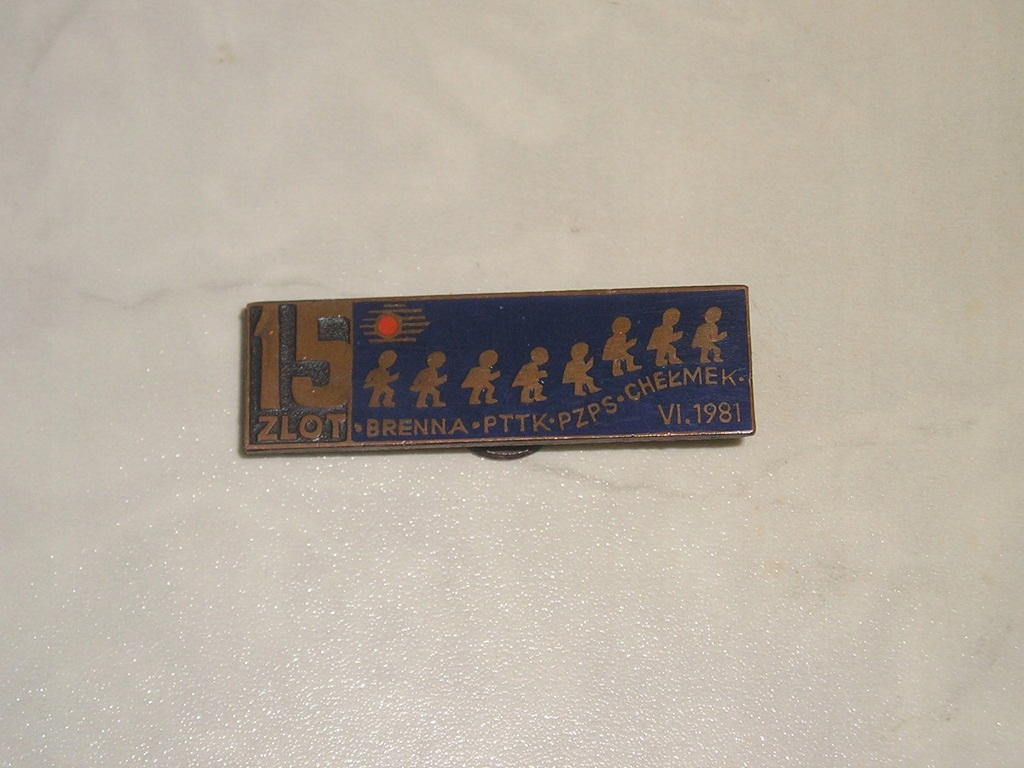 15
ZLOT
•BRENNA•PTTK•PZPS•CHEŁMEK•
VI.1981